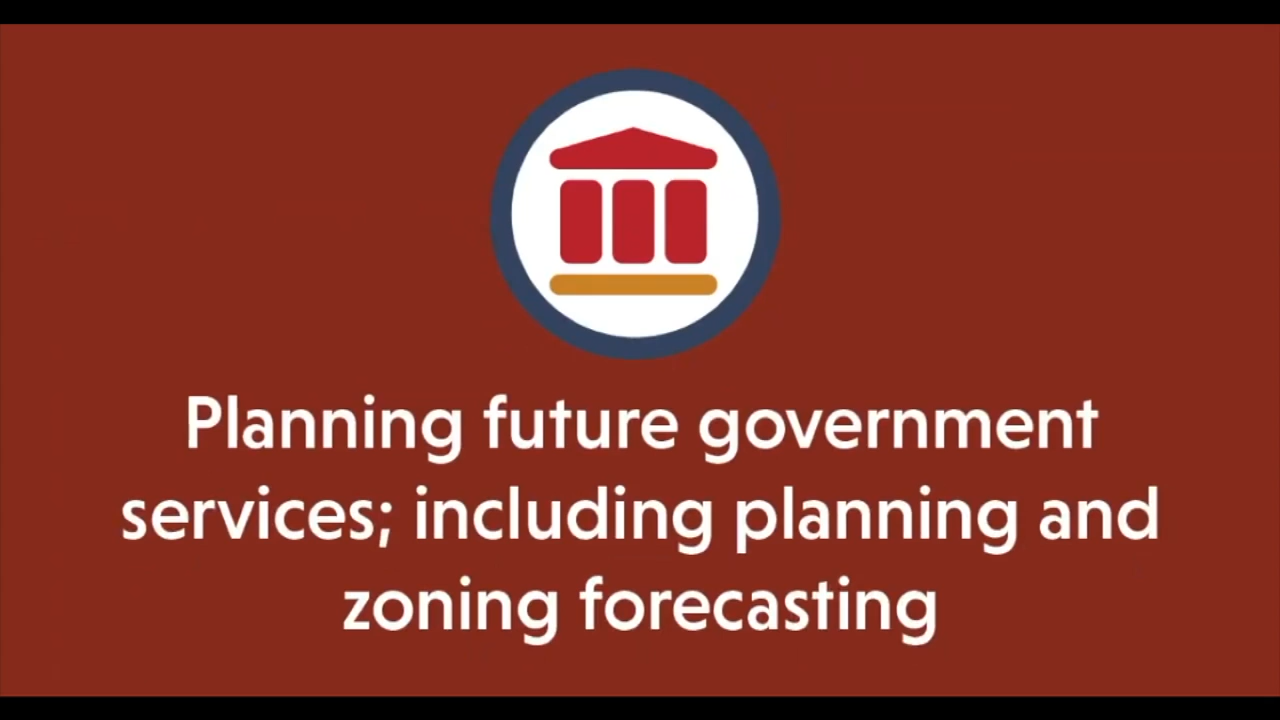 Planning future government
services; including planning and
zoning forecasting